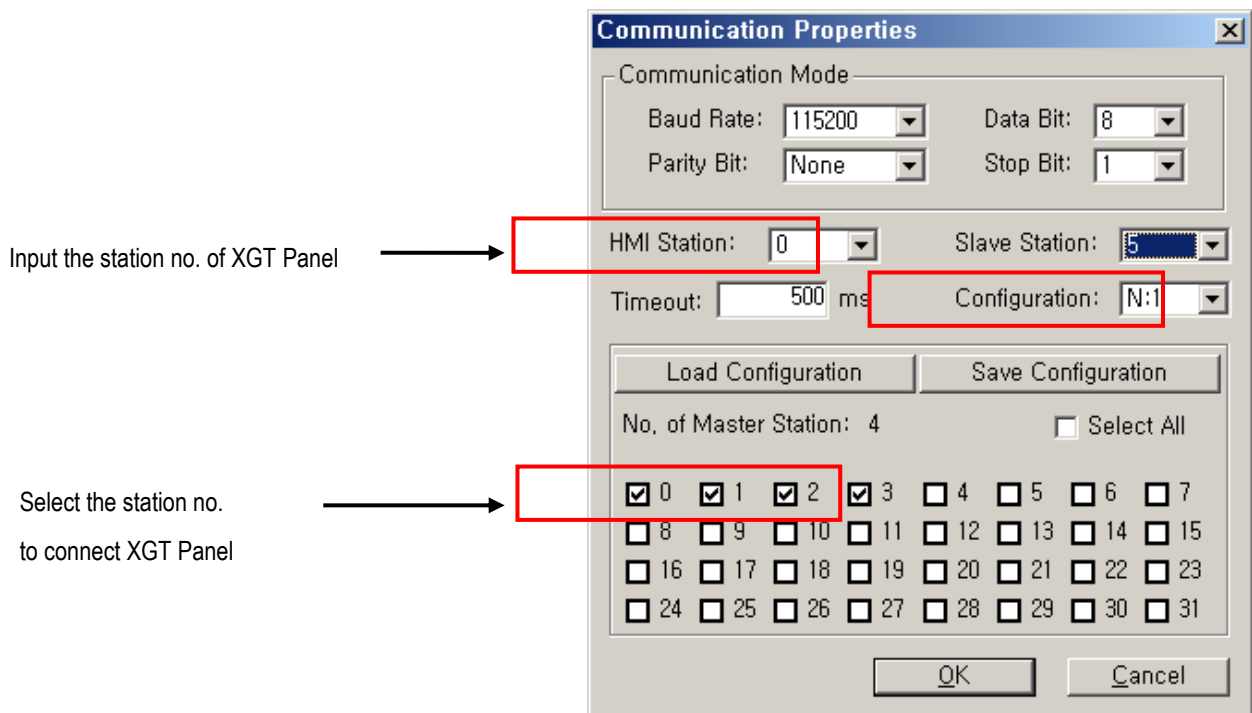 Communication Properties
Communication Mode
Baud Rate: 115200 Data Bit: 8
Parity Bit: None Stop Bit: 1
Input the station no. of XGT Panel
HMI Station: 0 Slave Station: 5
Timeout: 500 ms Configuration: N:1
Load Configuration Save Configuration
No. of Master Station: 4 Select All
Select the station no.
to connect XGT Panel
0 1 2 3 4 5 6 7
8 9 10 11 12 13 14 15
16 17 18 19 20 21 22 23
24 25 26 27 28 29 30 31
OK Cancel